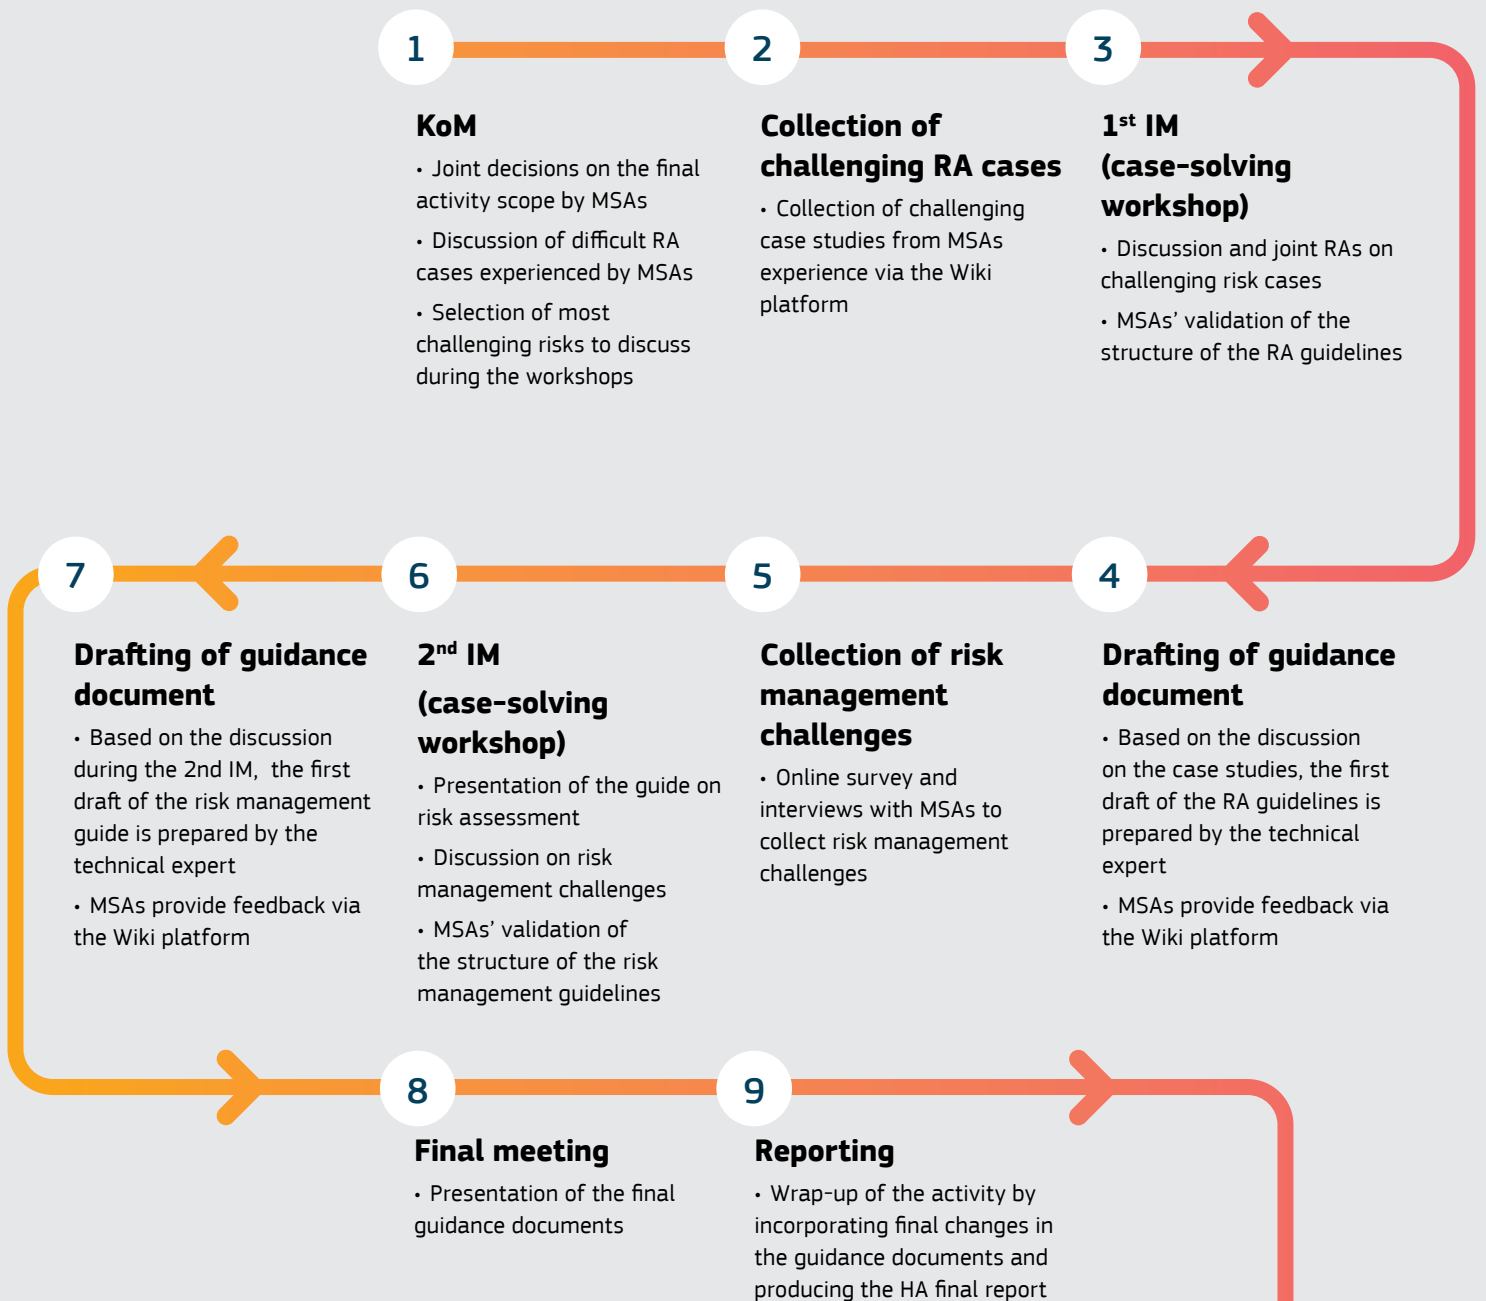 1
KoM
• Joint decisions on the final
activity scope by MSAs
• Discussion of difficult RA
cases experienced by MSAs
• Selection of most
challenging risks to discuss
during the workshops
2
Collection of
challenging RA cases
• Collection of challenging
case studies from MSAs
experience via the Wiki
platform
3
1st IM
(case-solving
workshop)
• Discussion and joint RAs on
challenging risk cases
• MSAs’ validation of the
structure of the RA guidelines
4
Drafting of guidance
document
• Based on the discussion
on the case studies, the first
draft of the RA guidelines is
prepared by the technical
expert
• MSAs provide feedback via
the Wiki platform
5
Collection of risk
management
challenges
• Online survey and
interviews with MSAs to
collect risk management
challenges
6
2nd IM
(case-solving
workshop)
• Presentation of the guide on
risk assessment
• Discussion on risk
management challenges
• MSAs’ validation of
the structure of the risk
management guidelines
7
Drafting of guidance
document
• Based on the discussion
during the 2nd IM, the first
draft of the risk management
guide is prepared by the
technical expert
• MSAs provide feedback via
the Wiki platform
8
Final meeting
• Presentation of the final
guidance documents
9
Reporting
• Wrap-up of the activity by
incorporating final changes in
the guidance documents and
producing the HA final report